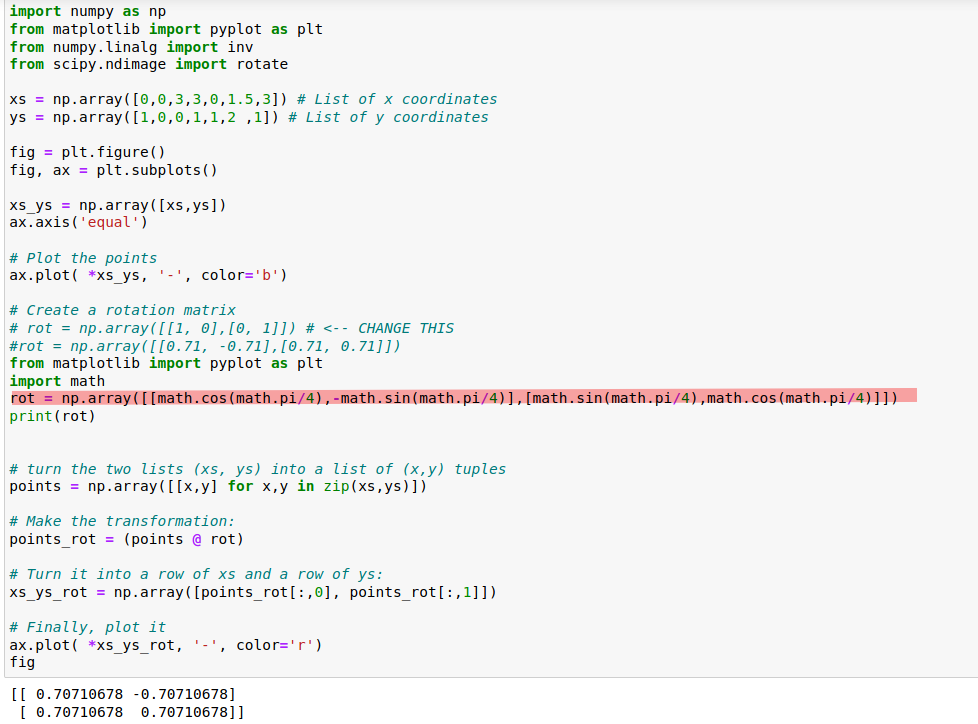 import numpy as np
from matplotlib import pyplot as plt
from numpy.linalg import inv
from scipy.ndimage import rotate
xs = np.array([0,0,3,3,0,1.5,3]) # List of x coordinates
ys = np.array([1,0,0,1,1,2 ,1]) # List of y coordinates
fig = plt.figure()
fig, ax = plt.subplots()
xs_ys = np.array([xs,ys])
ax.axis('equal')
# Plot the points
ax.plot( *xs_ys, '-', color='b')
# Create a rotation matrix
# rot = np.array([[1, 0],[0, 1]]) # <-- CHANGE THIS
#rot = np.array([[0.71, -0.71],[0.71, 0.71]])
from matplotlib import pyplot as plt
import math
rot = np.array([[math.cos(math.pi/4),-math.sin(math.pi/4)],[math.sin(math.pi/4),math.cos(math.pi/4)]])
print(rot)
# turn the two lists (xs, ys) into a list of (x,y) tuples
points = np.array([[x,y] for x,y in zip(xs,ys)])
# Make the transformation:
points_rot = (points @ rot)
# Turn it into a row of xs and a row of ys:
xs_ys_rot = np.array([points_rot[:,0], points_rot[:,1]])
# Finally, plot it
ax.plot( *xs_ys_rot, '-', color='r')
fig
[[ 0.70710678 -0.70710678]
 [ 0.70710678  0.70710678]]